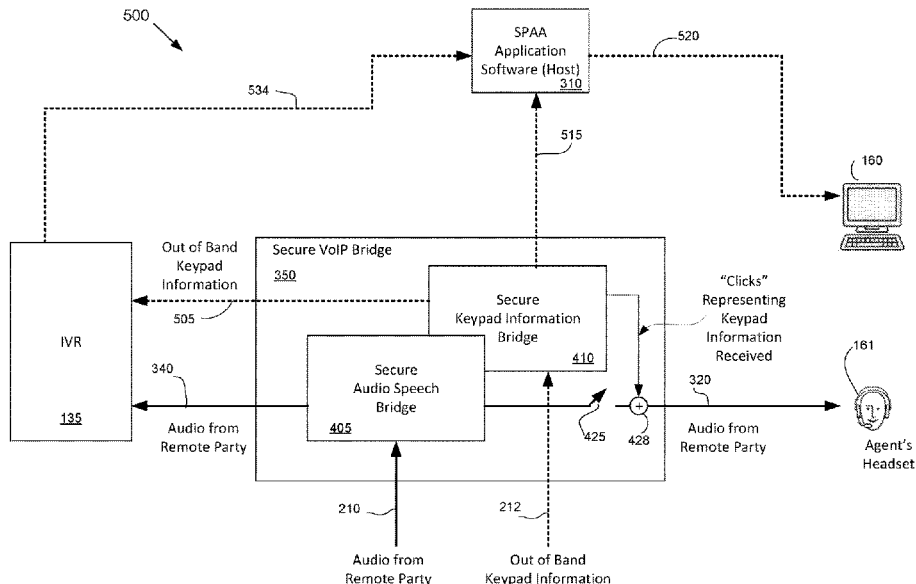 500
SPAA
Application
Software (Host)
310
520
534
515
160
Out of Band
Keypad
Information
505
Secure VoIP Bridge
350
Secure
Keypad Information
Bridge
410
"Clicks"
Representing
Keypad
Information
Received
IVR
135
340
Audio from
Remote Party
Secure
Audio Speech
Bridge
405
425
+
428
320
Audio from
Remote Party
161
Agent's
Headset
210
212
Audio from
Remote Party
Out of Band
Keypad Information